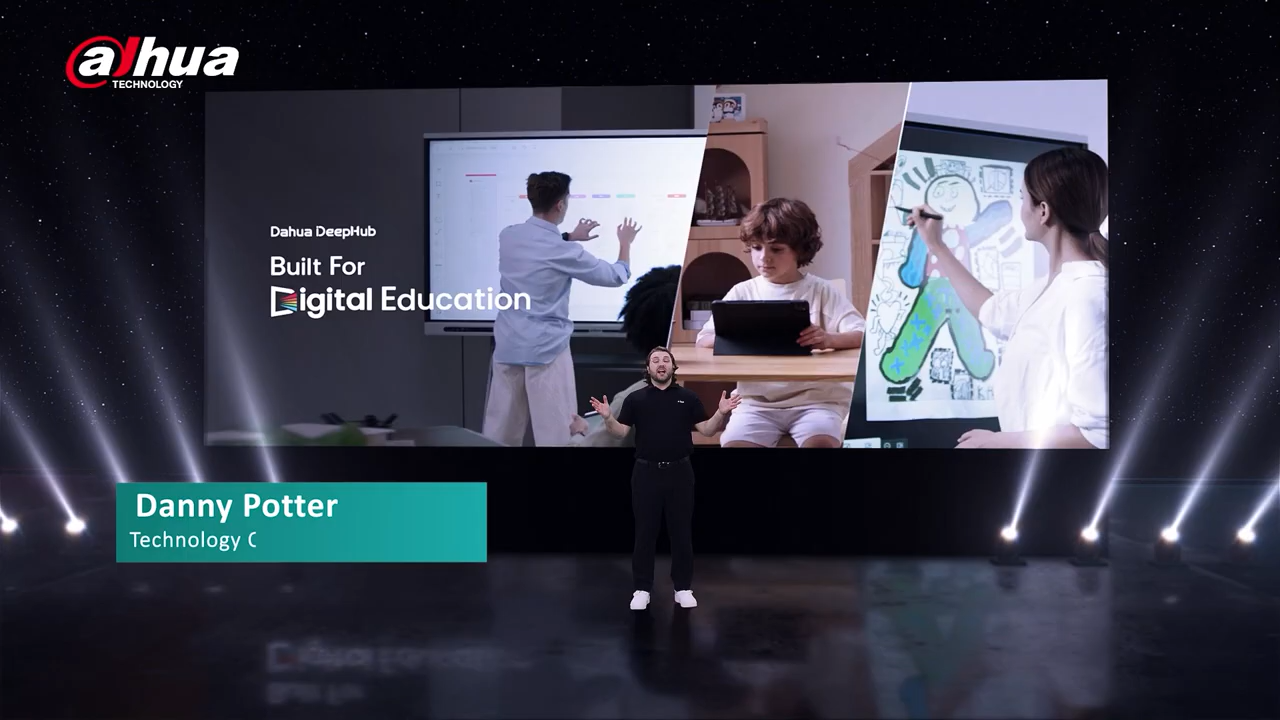 alhua
TECHNOLOGY
Dahua DeepHub
Built For
Digital Education
Danny Potter
Technology C